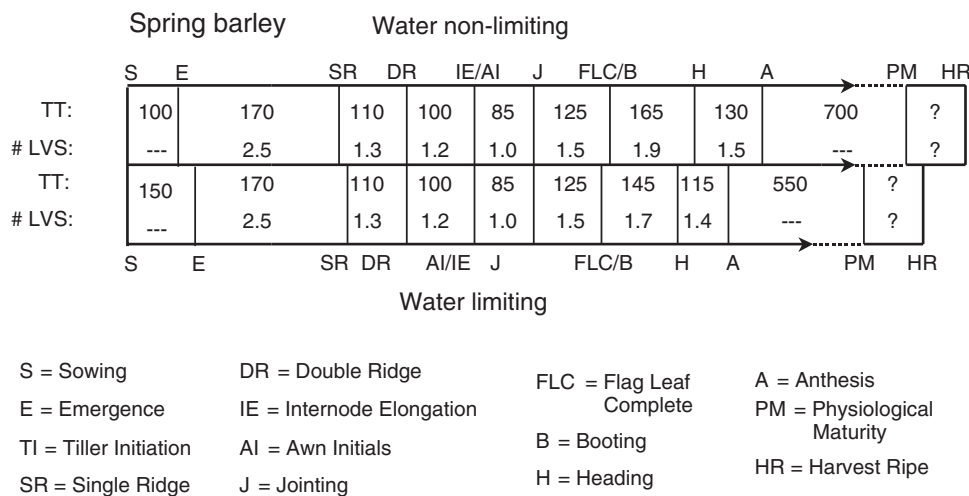 Spring barley Water non-limiting
S E SR DR IE/AI J FLC/B H A PM HR
TT: 100 170 110 100 85 125 165 130 700 ?
# LVS: --- 2.5 1.3 1.2 1.0 1.5 1.9 1.5 --- ?
TT: 150 170 110 100 85 125 145 115 550 ?
# LVS: --- 2.5 1.3 1.2 1.0 1.5 1.7 1.4 --- ?
S E SR DR AI/IE J FLC/B H A PM HR
Water limiting
S = Sowing
E = Emergence
TI = Tiller Initiation
SR = Single Ridge
DR = Double Ridge
IE = Internode Elongation
AI = Awn Initials
J = Jointing
FLC = Flag Leaf
Complete
B = Booting
H = Heading
A = Anthesis
PM = Physiological
Maturity
HR = Harvest Ripe